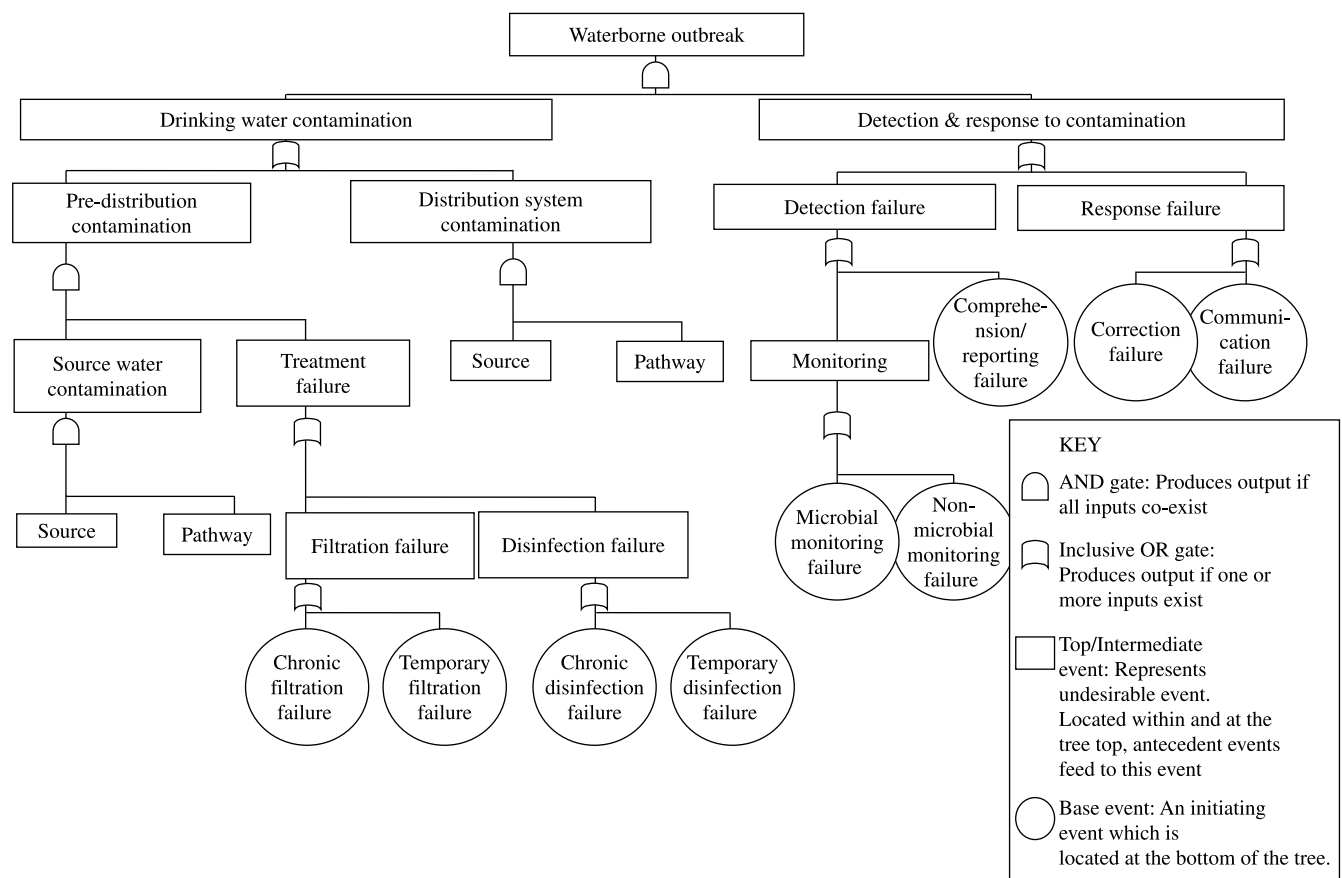 Waterborne outbreak
Drinking water contamination
Detection & response to contamination
Pre-distribution
contamination
Distribution system
contamination
Detection failure
Response failure
Source water
contamination
Treatment
failure
Source
Pathway
Monitoring
Comprehe-
nsion/
reporting
failure
Correction
failure
Communi-
cation
failure
Source
Pathway
Filtration failure
Disinfection failure
Microbial
monitoring
failure
Non-
microbial
monitoring
failure
Chronic
filtration
failure
Temporary
filtration
failure
Chronic
disinfection
failure
Temporary
disinfection
failure
KEY
AND gate: Produces output if
all inputs co-exist
Inclusive OR gate:
Produces output if one or
more inputs exist
Top/Intermediate
event: Represents
undesirable event.
Located within and at the
tree top, antecedent events
feed to this event
Base event: An initiating
event which is
located at the bottom of the tree.